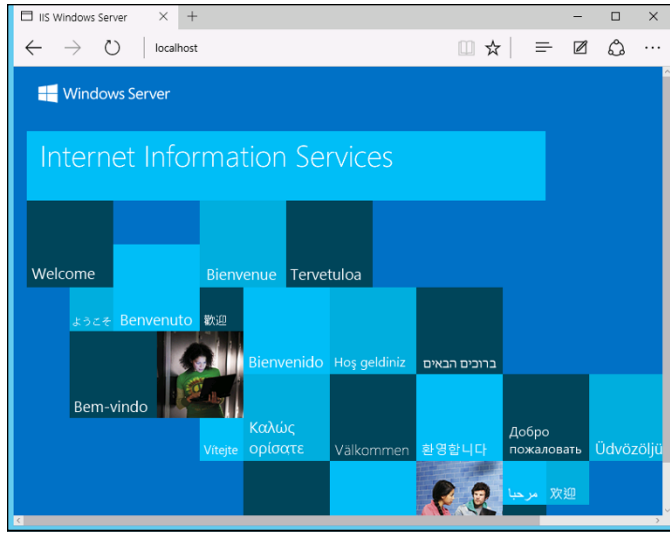 IIS Windows Server
localhost
Windows Server
Internet Information Services
Welcome
Bienvenue
Tervetuloa
ようこそ
Benvenuto
歡迎
Bienvenido
Hoş geldiniz
ברוכים הבאים
Bem-vindo
Vítejte
Καλώς
ορίσατε
Välkommen
환영합니다
Добро
пожаловать
Üdvözöljü
مرحبا
欢迎